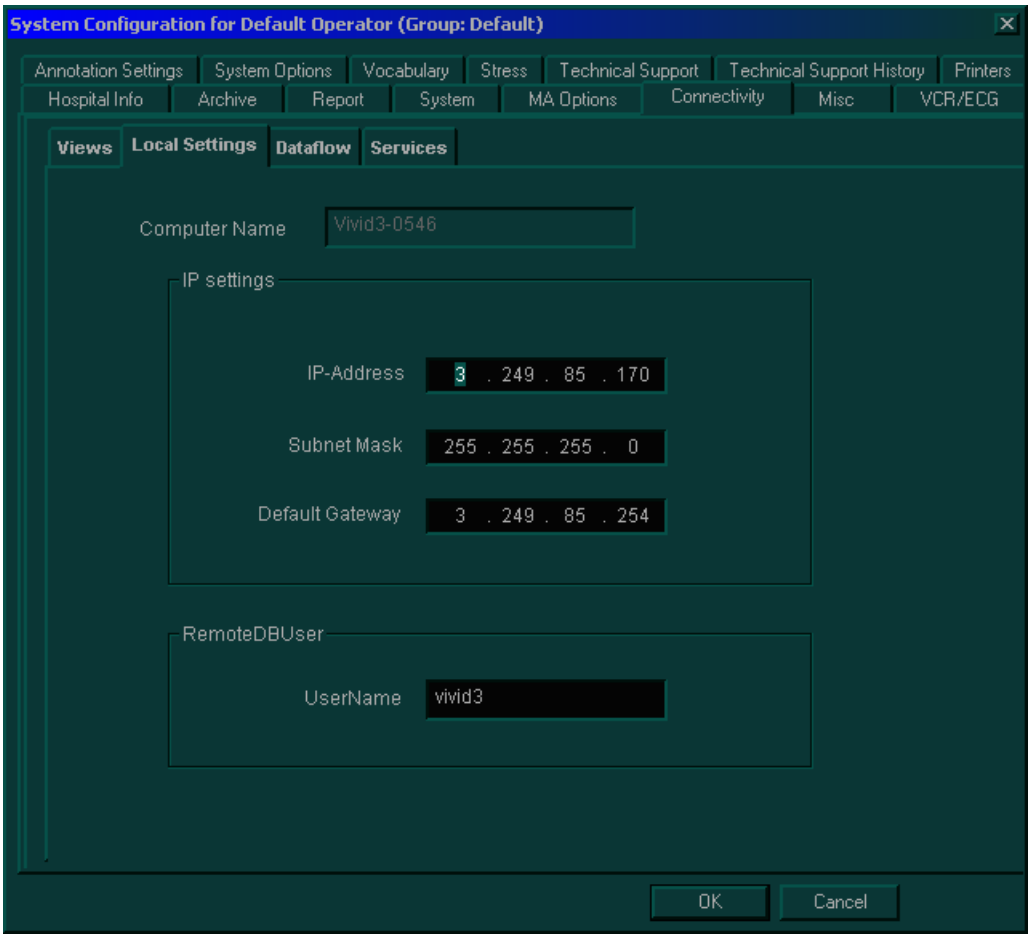 System Configuration for Default Operator (Group: Default)
Annotation Settings System Options Vocabulary Stress Technical Support Technical Support History Printers
Hospital Info Archive Report System MA Options Connectivity Misc VCR/ECG
Views Local Settings Dataflow Services
Computer Name Vivid3-0546
IP settings
IP-Address 3 . 249 . 85 . 170
Subnet Mask 255 . 255 . 255 . 0
Default Gateway 3 . 249 . 85 . 254
RemoteDBUser
UserName vivid3
OK Cancel